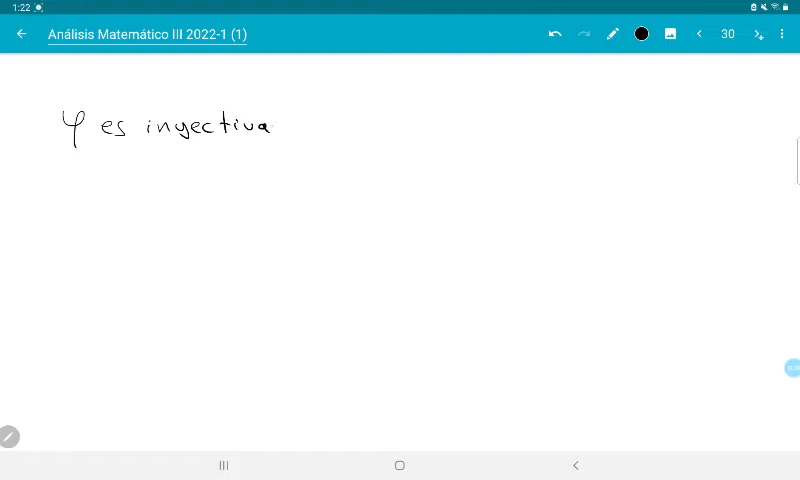 1:22
Análisis Matemático III 2022-1 (1)
30
φ es inyectiva